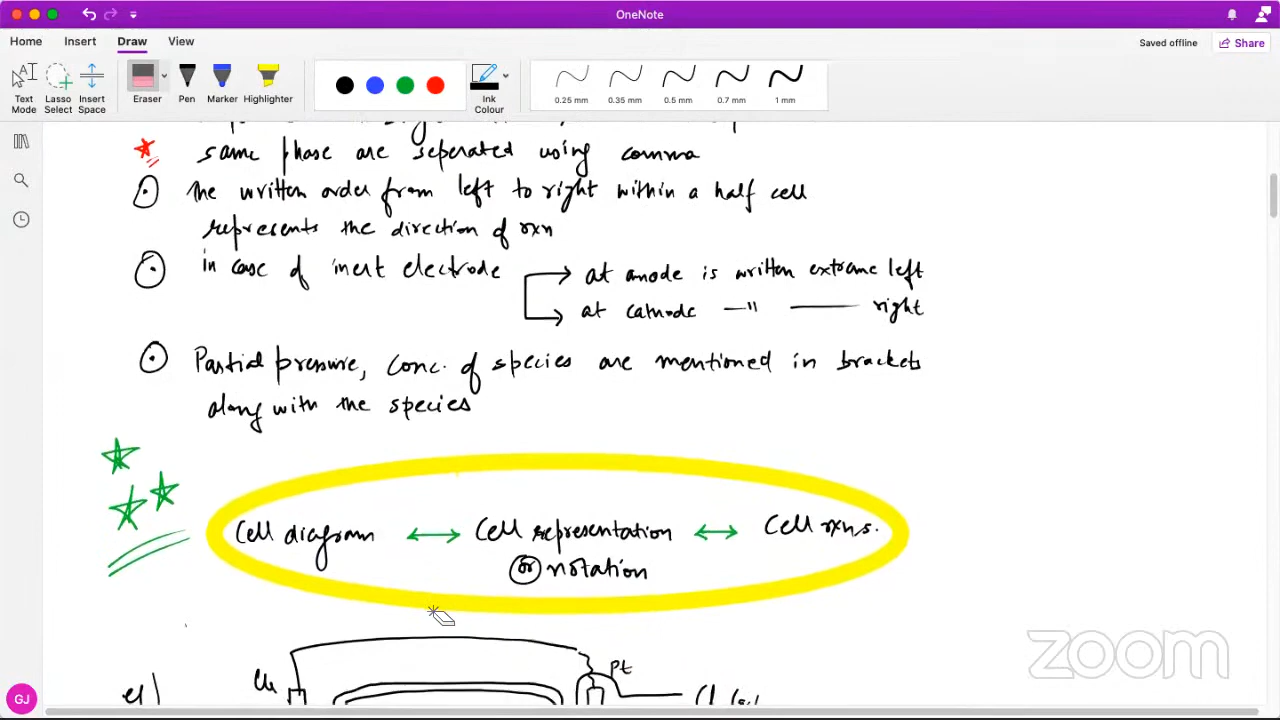 OneNote
Home Insert Draw View
Saved offline
Share
Text Mode
Lasso Select
Insert Space
Eraser
Pen
Marker
Highlighter
Ink Colour
0.25 mm 0.35 mm 0.5 mm 0.7 mm 1 mm
same phase are seperated using comma
the written order from left to right within a half cell
represents the direction of rxn
in case of inert electrode → at anode is written extreme left
→ at cathode —"— right
Partial pressure, conc. of species are mentioned in brackets
along with the species
Cell diagram ↔ Cell representation ↔ Cell rxn,s.
or notation
Pt
Cu
zoom
GJ